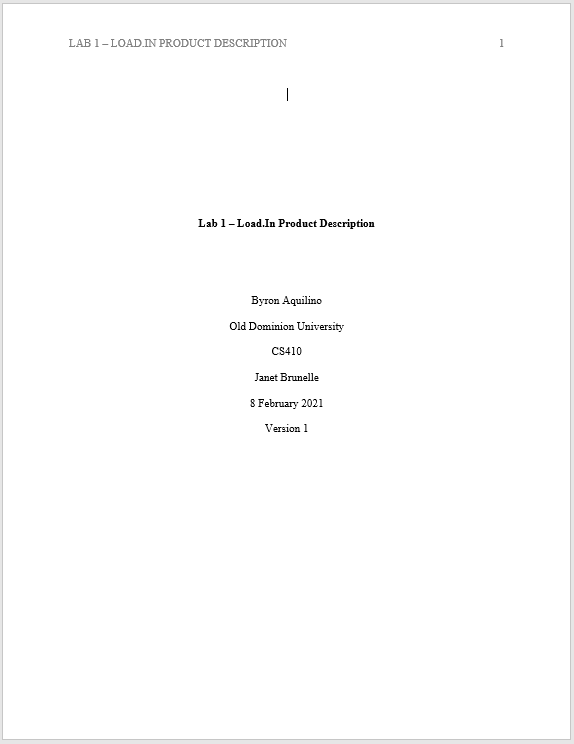 LAB 1 – LOAD.IN PRODUCT DESCRIPTION 1
Lab 1 – Load.In Product Description
Byron Aquilino
Old Dominion University
CS410
Janet Brunelle
8 February 2021
Version 1